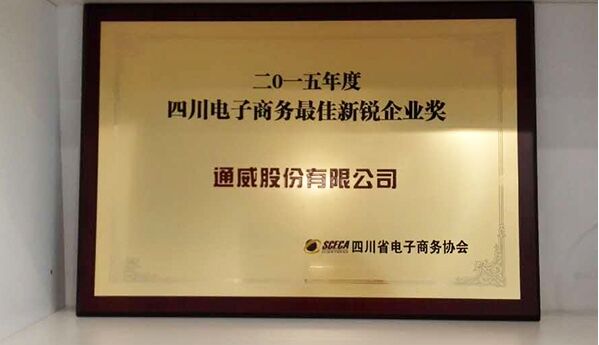 二〇一五年度
四川电子商务最佳新锐企业奖
通威股份有限公司
SCECA 四川省电子商务协会